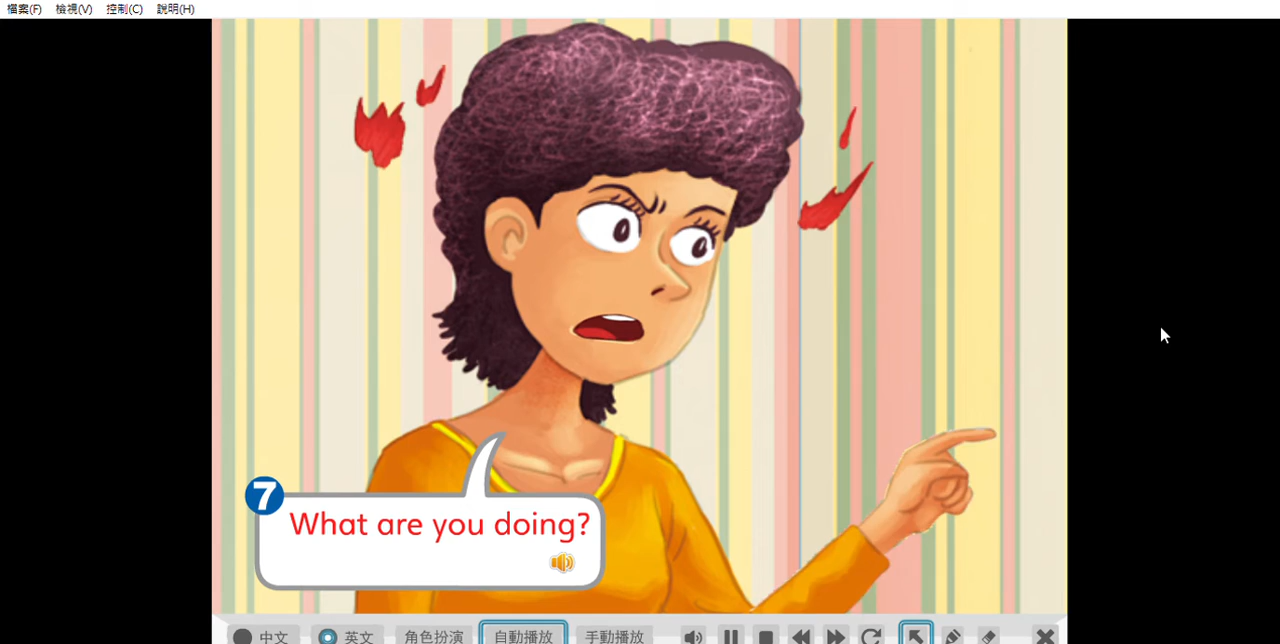 檔案(F) 檢視(V) 控制(C) 說明(H)
7
What are you doing?
中文 英文 角色扮演 自動播放 手動播放